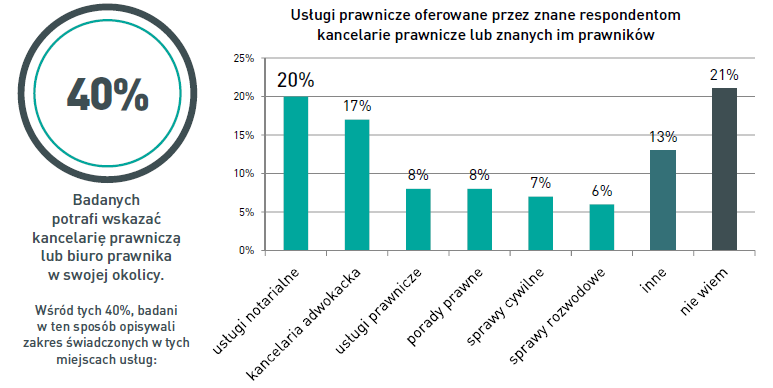 40%
Badanych
potrafi wskazać
kancelarię prawniczą
lub biuro prawnika
w swojej okolicy.
Wśród tych 40%, badani
w ten sposób opisywali
zakres świadczonych w tych
miejscach usług:
Usługi prawnicze oferowane przez znane respondentom
kancelarie prawnicze lub znanych im prawników
25%
20%
15%
10%
5%
0%
20%
17%
8%
8%
7%
6%
13%
21%
usługi notarialne
kancelaria adwokacka
usługi prawnicze
porady prawne
sprawy cywilne
sprawy rozwodowe
inne
nie wiem